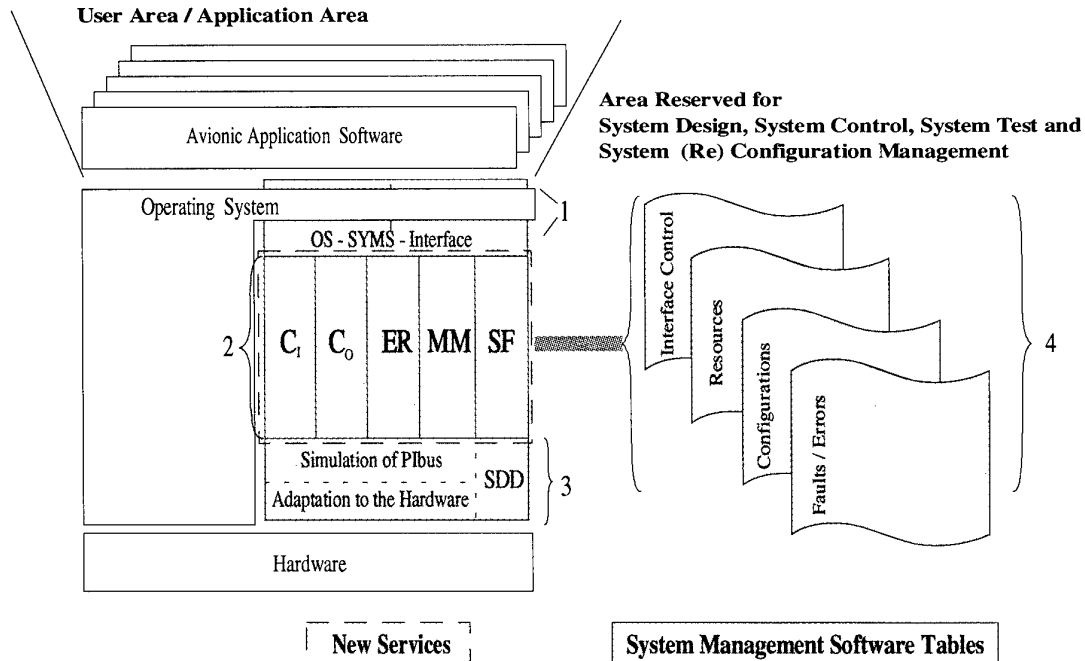 User Area / Application Area
Avionic Application Software
Area Reserved for
System Design, System Control, System Test and
System (Re) Configuration Management
Operating System
1
OS - SYMS - Interface
2
CI
CO
ER
MM
SF
Simulation of PIbus
Adaptation to the Hardware
SDD
3
Interface Control
Resources
Configurations
Faults / Errors
4
Hardware
New Services
System Management Software Tables